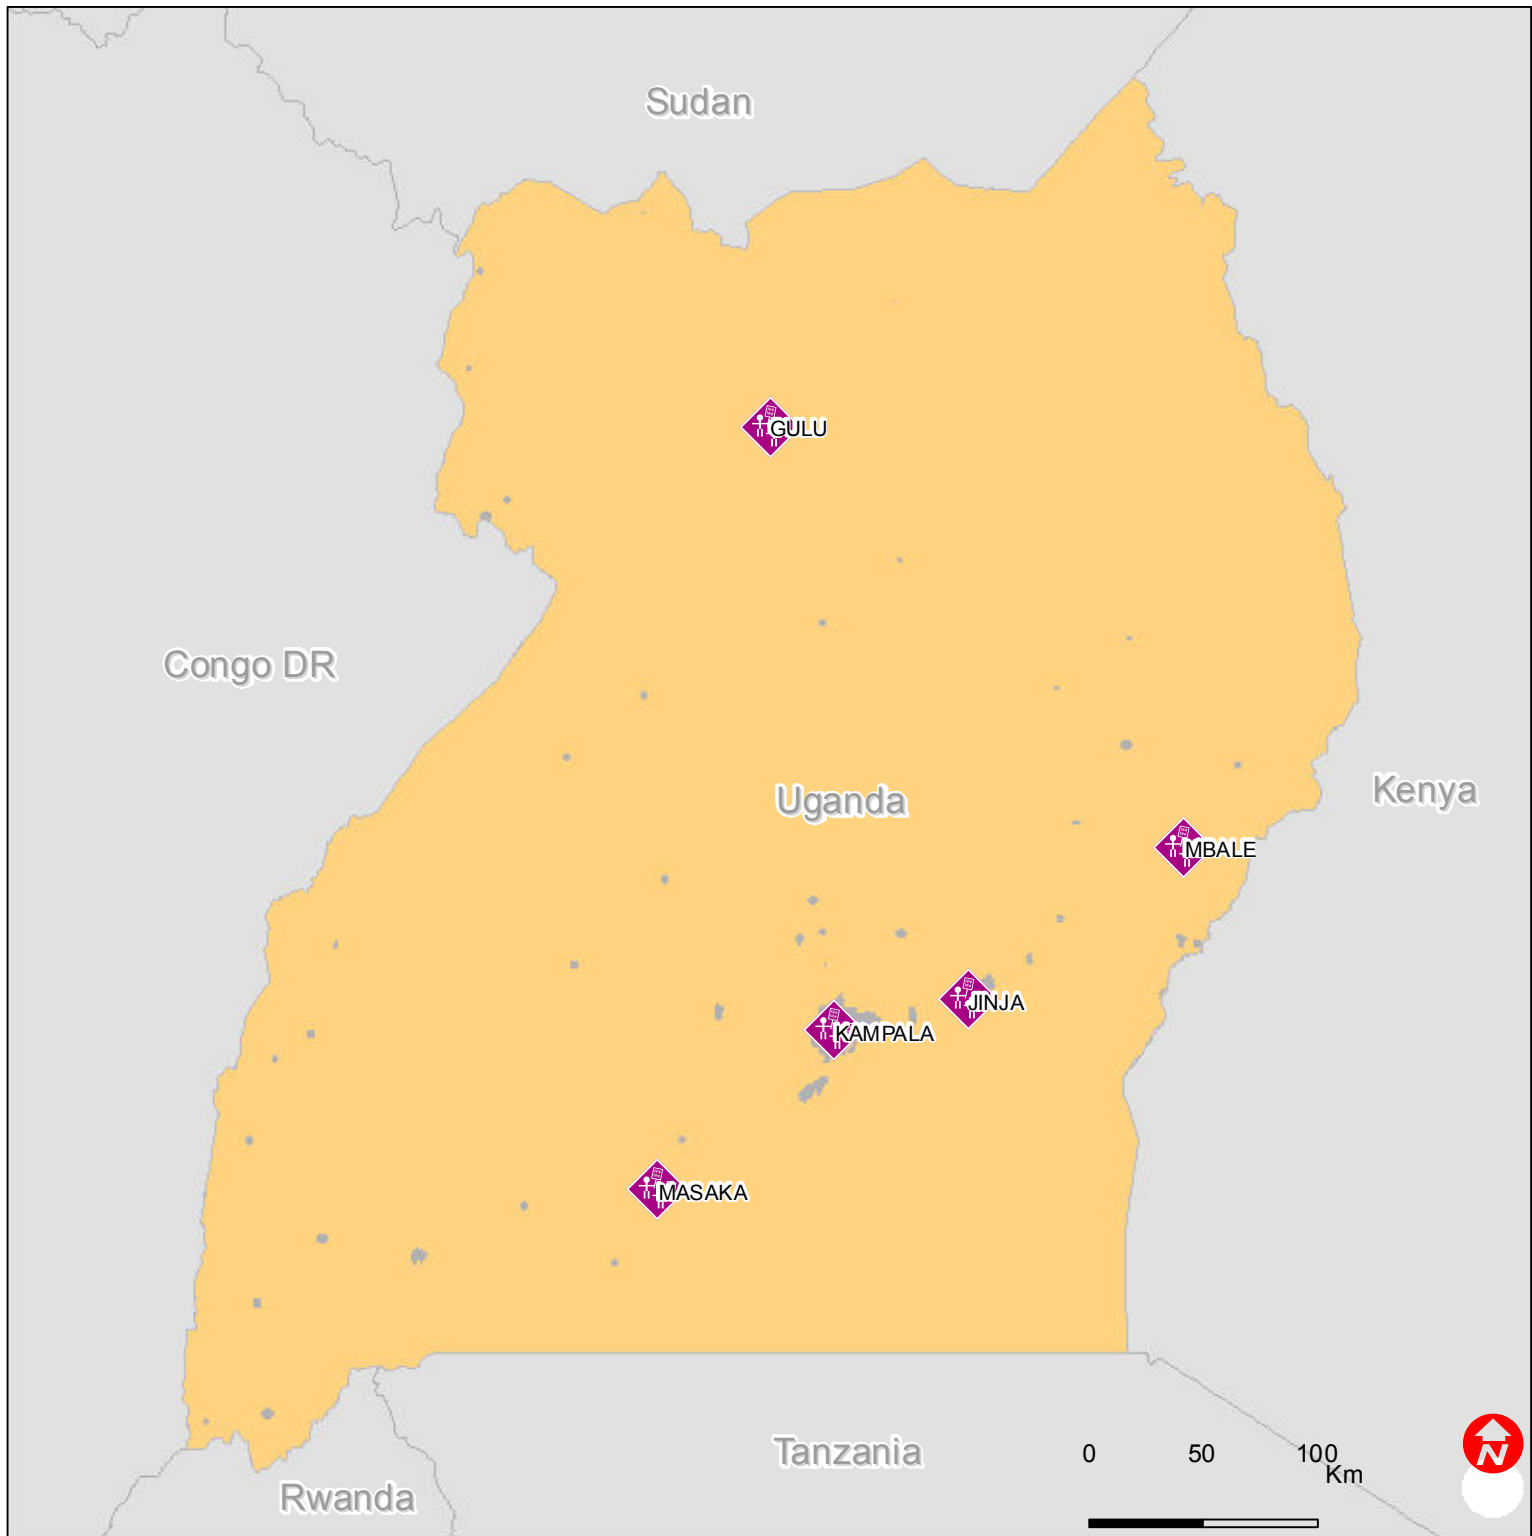 Sudan
GULU
Congo DR
Kenya
Uganda
MBALE
JINJA
KAMPALA
MASAKA
Tanzania
Rwanda
0 50 100
Km
N